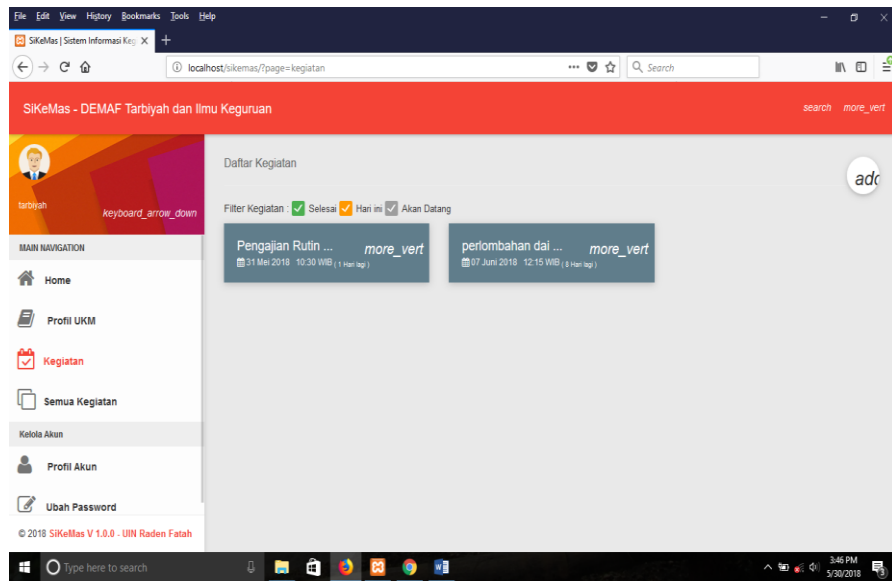 File Edit View History Bookmarks Tools Help
SiKeMas | Sistem Informasi Keg
localhost/sikemas/?page=kegiatan
Search
SiKeMas - DEMAF Tarbiyah dan Ilmu Keguruan
search more_vert
tarbiyah
keyboard_arrow_down
MAIN NAVIGATION
Home
Profil UKM
Kegiatan
Semua Kegiatan
Kelola Akun
Profil Akun
Ubah Password
© 2018 SiKeMas V 1.0.0 - UIN Raden Fatah
Daftar Kegiatan
add
Filter Kegiatan : Selesai Hari ini Akan Datang
Pengajian Rutin ... more_vert
31 Mei 2018 10:30 WIB ( 1 Hari lagi )
perlombahan dai ... more_vert
07 Juni 2018 12:15 WIB ( 8 Hari lagi )
Type here to search
3:46 PM
5/30/2018